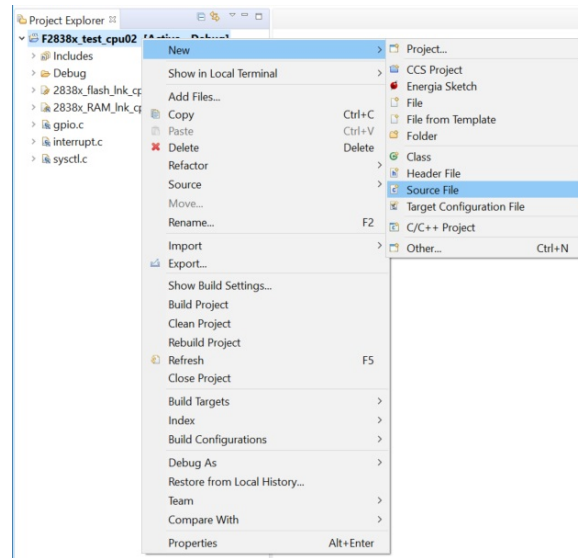 Project Explorer
F2838x_test_cpu02 [Active - Debug]
Includes
Debug
2838x_flash_lnk_cp
2838x_RAM_lnk_cp
gpio.c
interrupt.c
sysctl.c
New
Show in Local Terminal
Add Files...
Copy Ctrl+C
Paste Ctrl+V
Delete Delete
Refactor
Source
Move...
Rename... F2
Import
Export...
Show Build Settings...
Build Project
Clean Project
Rebuild Project
Refresh F5
Close Project
Build Targets
Index
Build Configurations
Debug As
Restore from Local History...
Team
Compare With
Properties Alt+Enter
Project...
CCS Project
Energia Sketch
File
File from Template
Folder
Class
Header File
Source File
Target Configuration File
C/C++ Project
Other... Ctrl+N